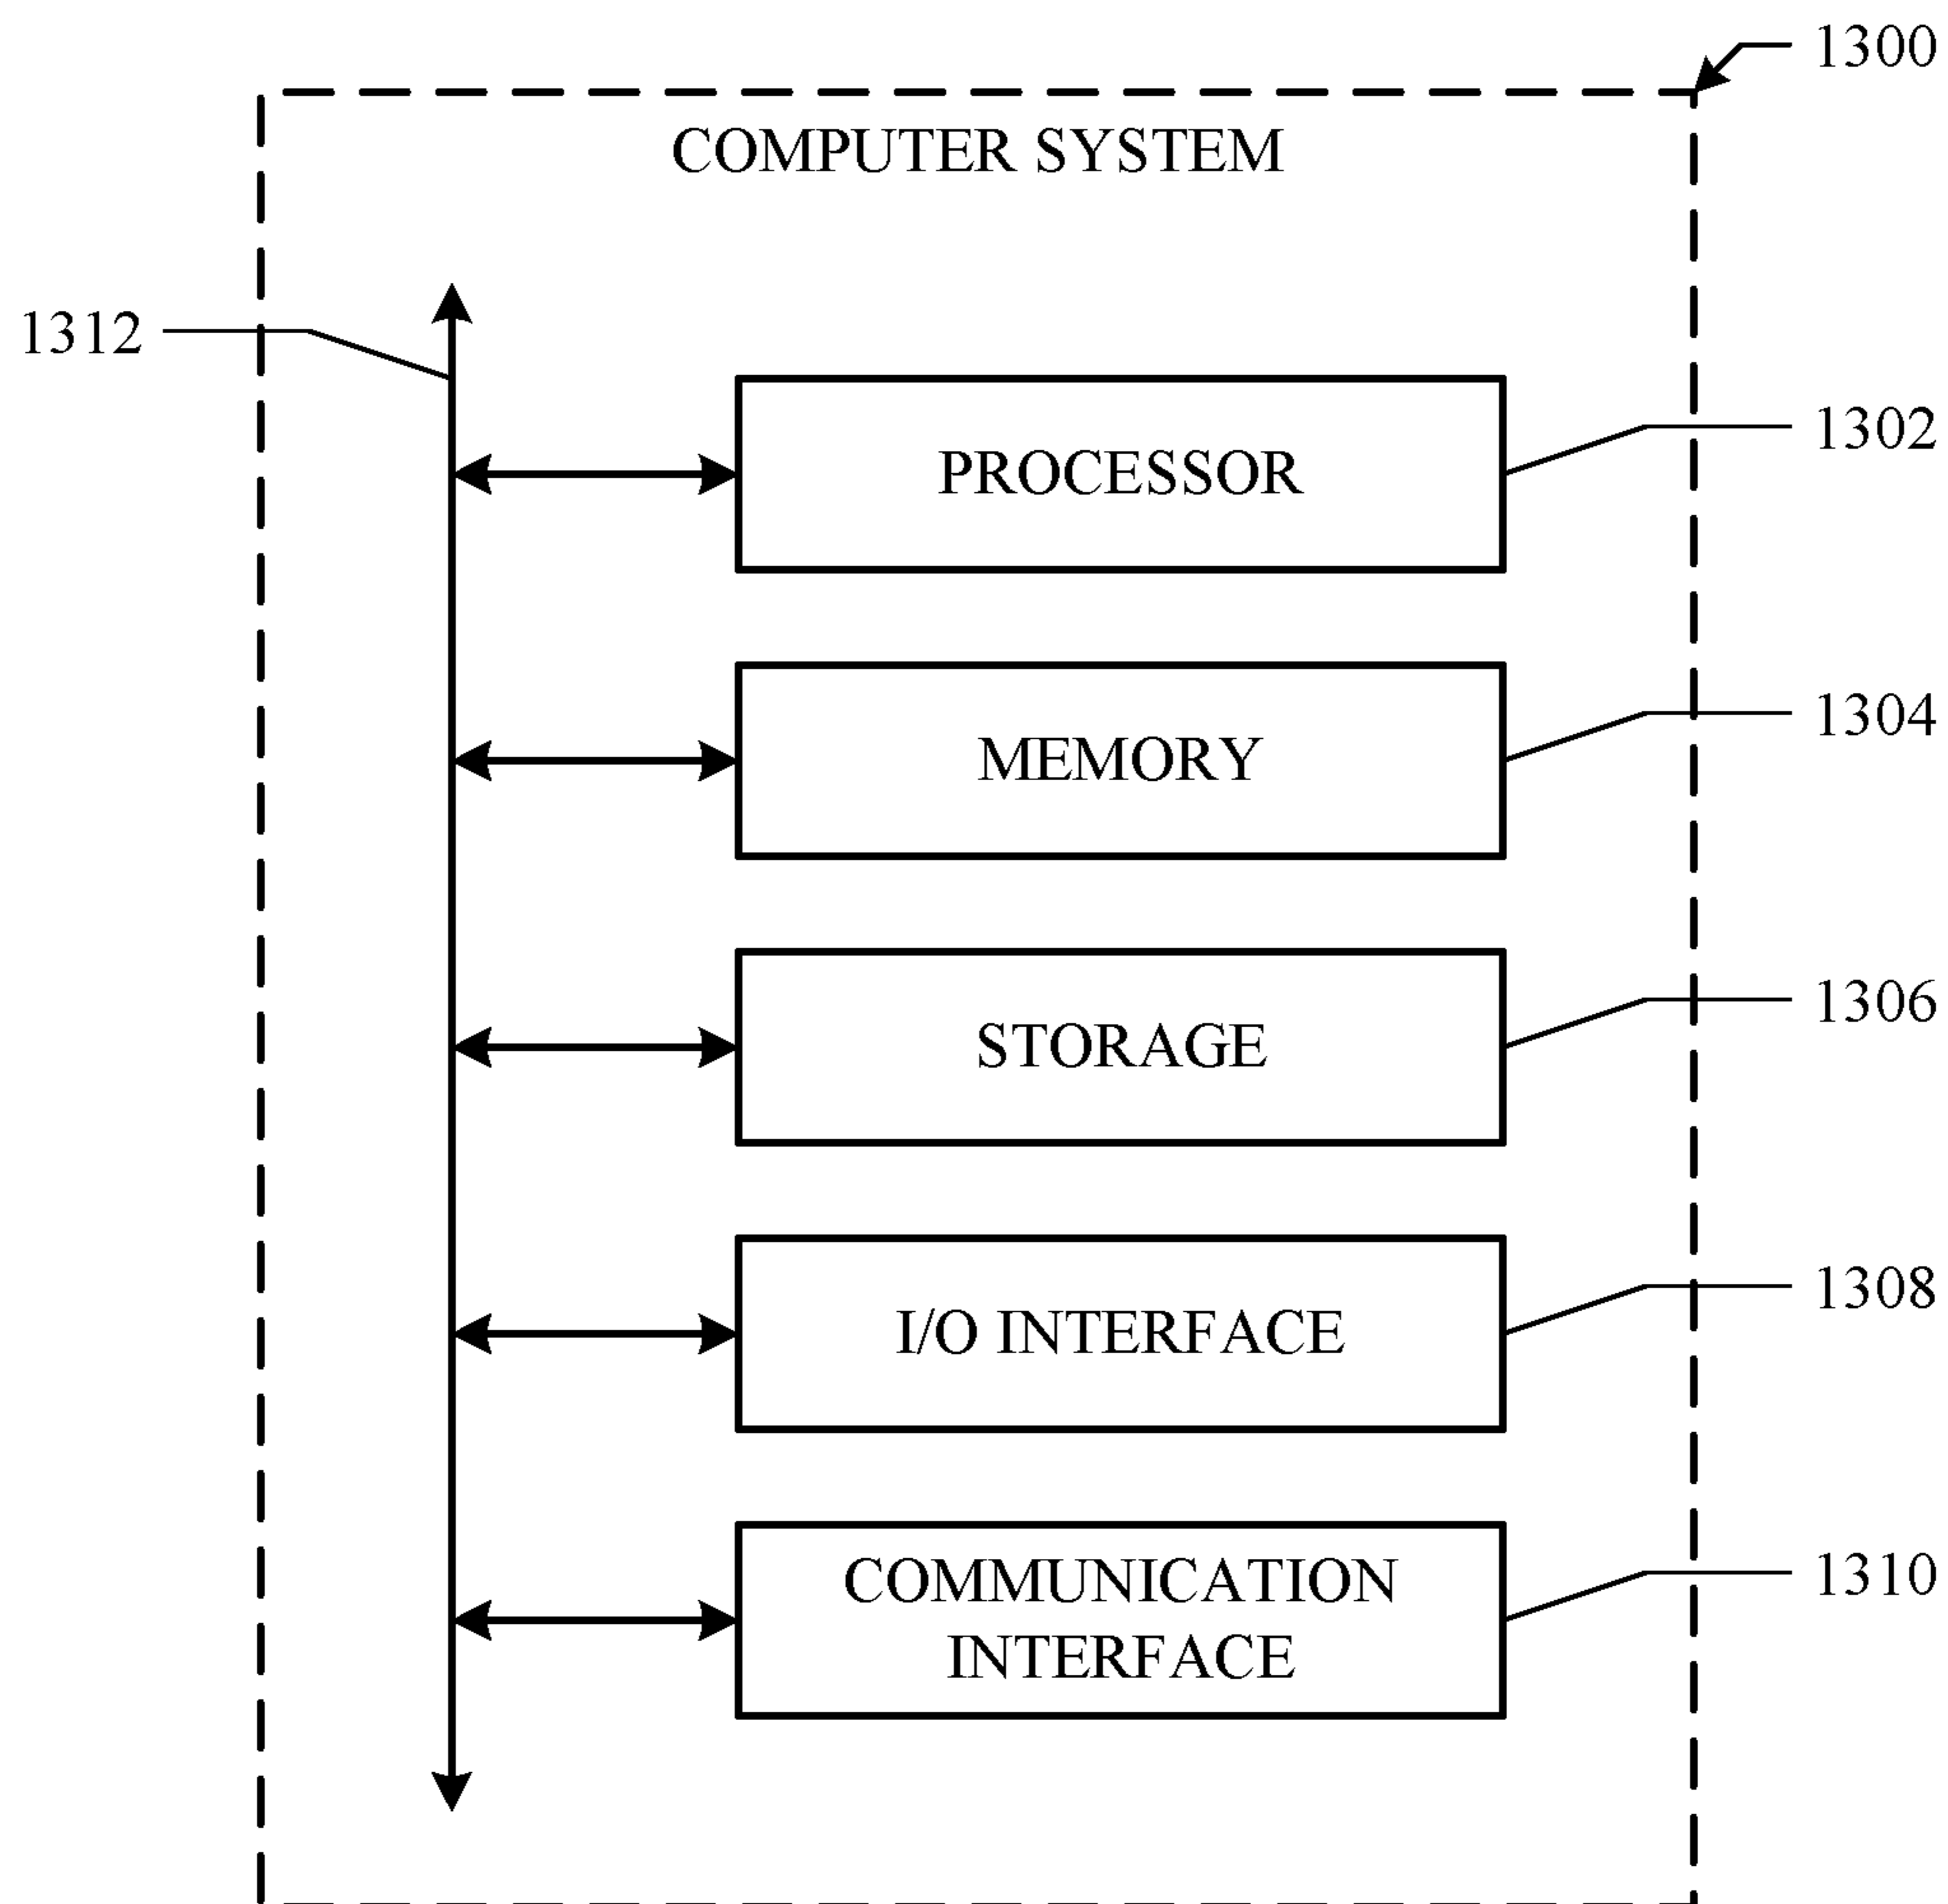 1300
COMPUTER SYSTEM
1312
1302
PROCESSOR
1304
MEMORY
1306
STORAGE
1308
I/O INTERFACE
1310
COMMUNICATION
INTERFACE